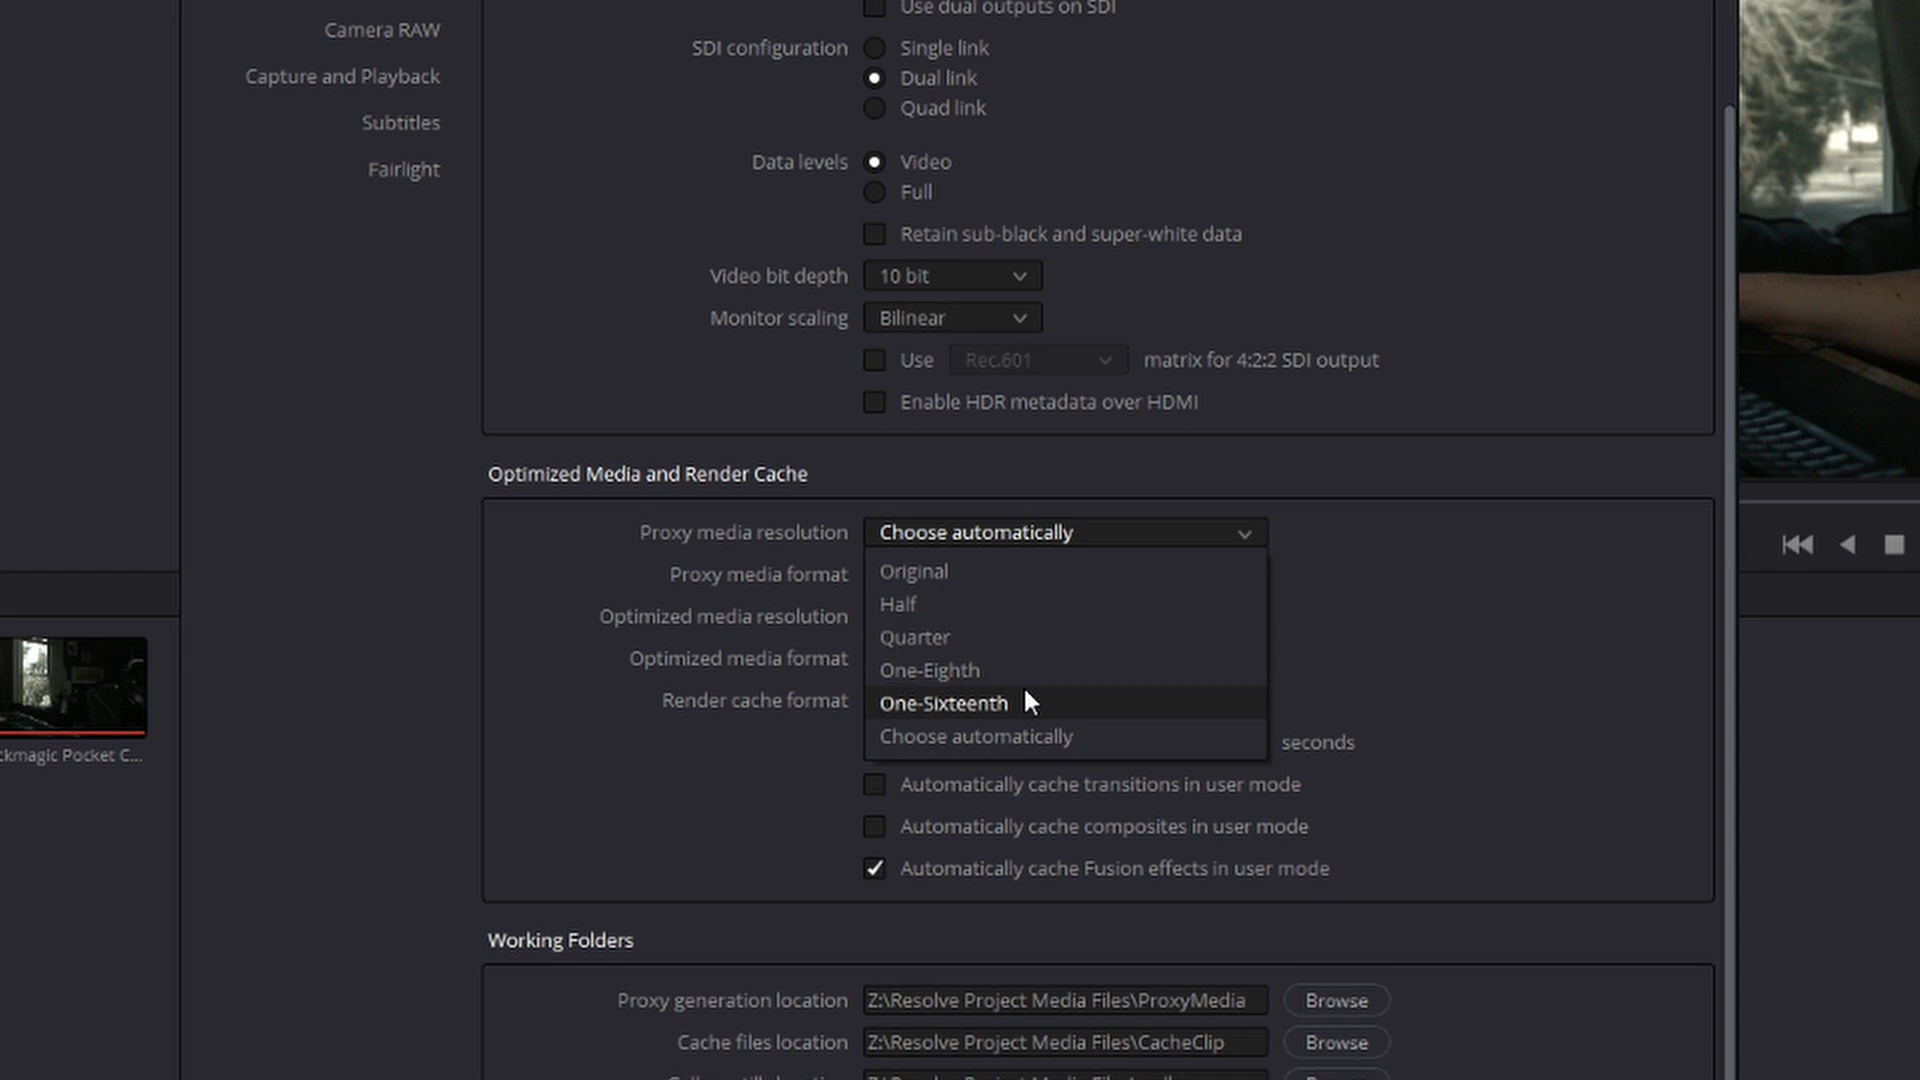 Use dual outputs on SDI
Camera RAW
SDI configuration Single link
Capture and Playback
Dual link
Quad link
Subtitles
Data levels Video
Fairlight
Full
Retain sub-black and super-white data
Video bit depth 10 bit
Monitor scaling Bilinear
Use Rec.601 matrix for 4:2:2 SDI output
Enable HDR metadata over HDMI
Optimized Media and Render Cache
Proxy media resolution Choose automatically
Proxy media format Original
Half
Optimized media resolution
Quarter
Optimized media format
One-Eighth
Render cache format One-Sixteenth
Choose automatically
seconds
ckmagic Pocket C...
Automatically cache transitions in user mode
Automatically cache composites in user mode
Automatically cache Fusion effects in user mode
Working Folders
Proxy generation location Z:\Resolve Project Media Files\ProxyMedia Browse
Cache files location Z:\Resolve Project Media Files\CacheClip Browse